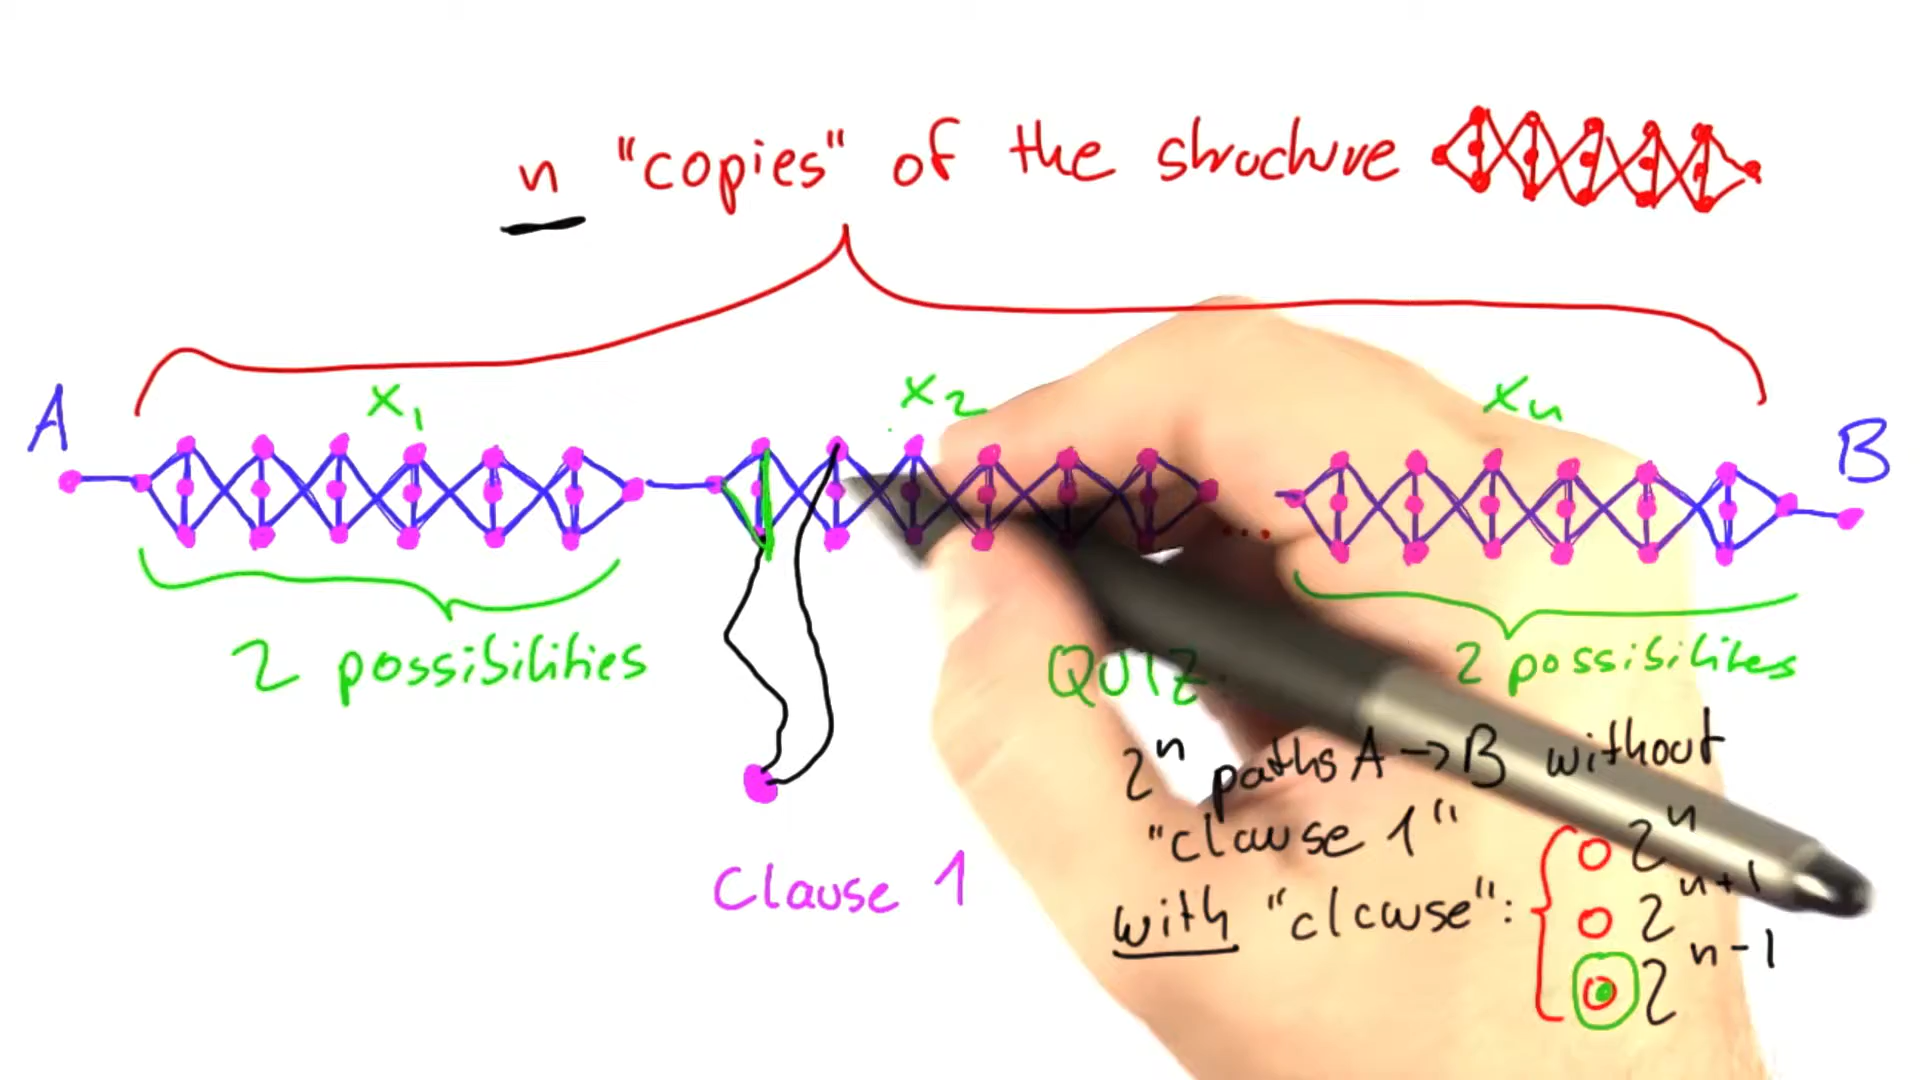 n "copies" of the structure
A x1 x2 xn B
...
2 possibilities
2 possibilities
QUIZ:
2^n paths A → B without
"clause 1"
with "clause":
2^n
2^n+1
2^n-1
Clause 1